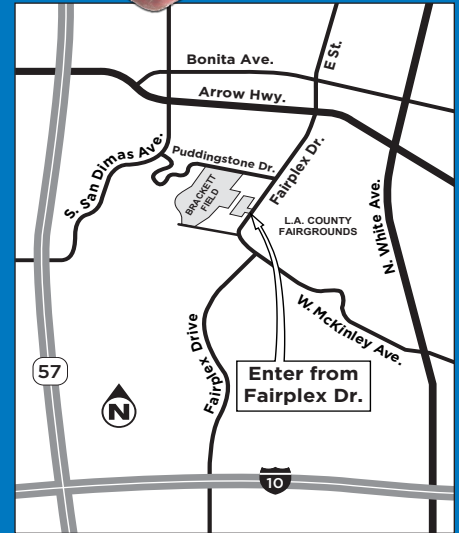 Bonita Ave.
E St.
Arrow Hwy.
S. San Dimas Ave.
Puddingstone Dr.
Fairplex Dr.
BRACKETT
FIELD
L.A. COUNTY
FAIRGROUNDS
N. White Ave.
W. McKinley Ave.
Fairplex Drive
57
Enter from
Fairplex Dr.
N
10